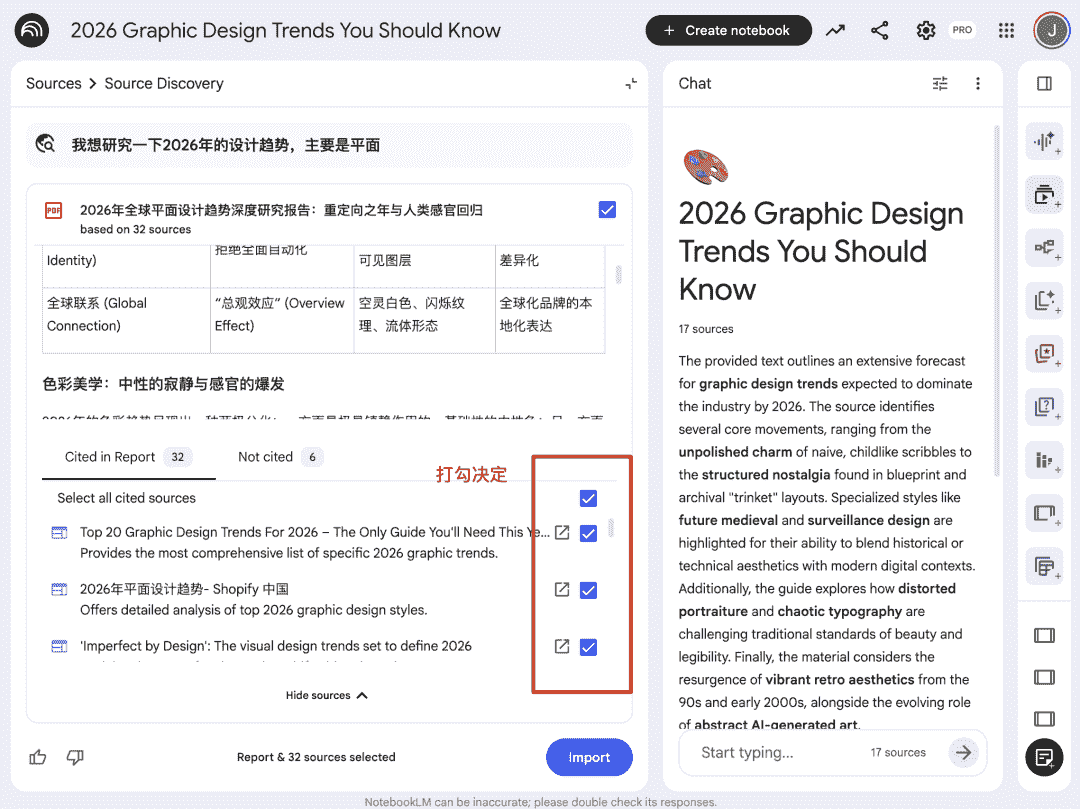 2026 Graphic Design Trends You Should Know
+ Create notebook
PRO
J
Sources > Source Discovery
我想研究一下2026年的设计趋势，主要是平面
PDF
2026年全球平面设计趋势深度研究报告：重定向之年与人类感官回归
based on 32 sources
Identity)
拒绝全面自动化
可见图层
差异化
全球联系 (Global
Connection)
“总观效应” (Overview
Effect)
空灵白色、闪烁纹
理、流体形态
全球化品牌的本
地化表达
色彩美学：中性的寂静与感官的爆发
Cited in Report 32
Not cited 6
打勾决定
Select all cited sources
Top 20 Graphic Design Trends For 2026 – The Only Guide You'll Need This Ye...
Provides the most comprehensive list of specific 2026 graphic trends.
2026年平面设计趋势- Shopify 中国
Offers detailed analysis of top 2026 graphic design styles.
'Imperfect by Design': The visual design trends set to define 2026
Hide sources
Report & 32 sources selected
Import
Chat
2026 Graphic Design
Trends You Should
Know
17 sources
The provided text outlines an extensive forecast
for graphic design trends expected to dominate
the industry by 2026. The source identifies
several core movements, ranging from the
unpolished charm of naive, childlike scribbles to
the structured nostalgia found in blueprint and
archival "trinket" layouts. Specialized styles like
future medieval and surveillance design are
highlighted for their ability to blend historical or
technical aesthetics with modern digital contexts.
Additionally, the guide explores how distorted
portraiture and chaotic typography are
challenging traditional standards of beauty and
legibility. Finally, the material considers the
resurgence of vibrant retro aesthetics from the
90s and early 2000s, alongside the evolving role
of abstract AI-generated art.
Start typing...
17 sources
NotebookLM can be inaccurate; please double check its responses.